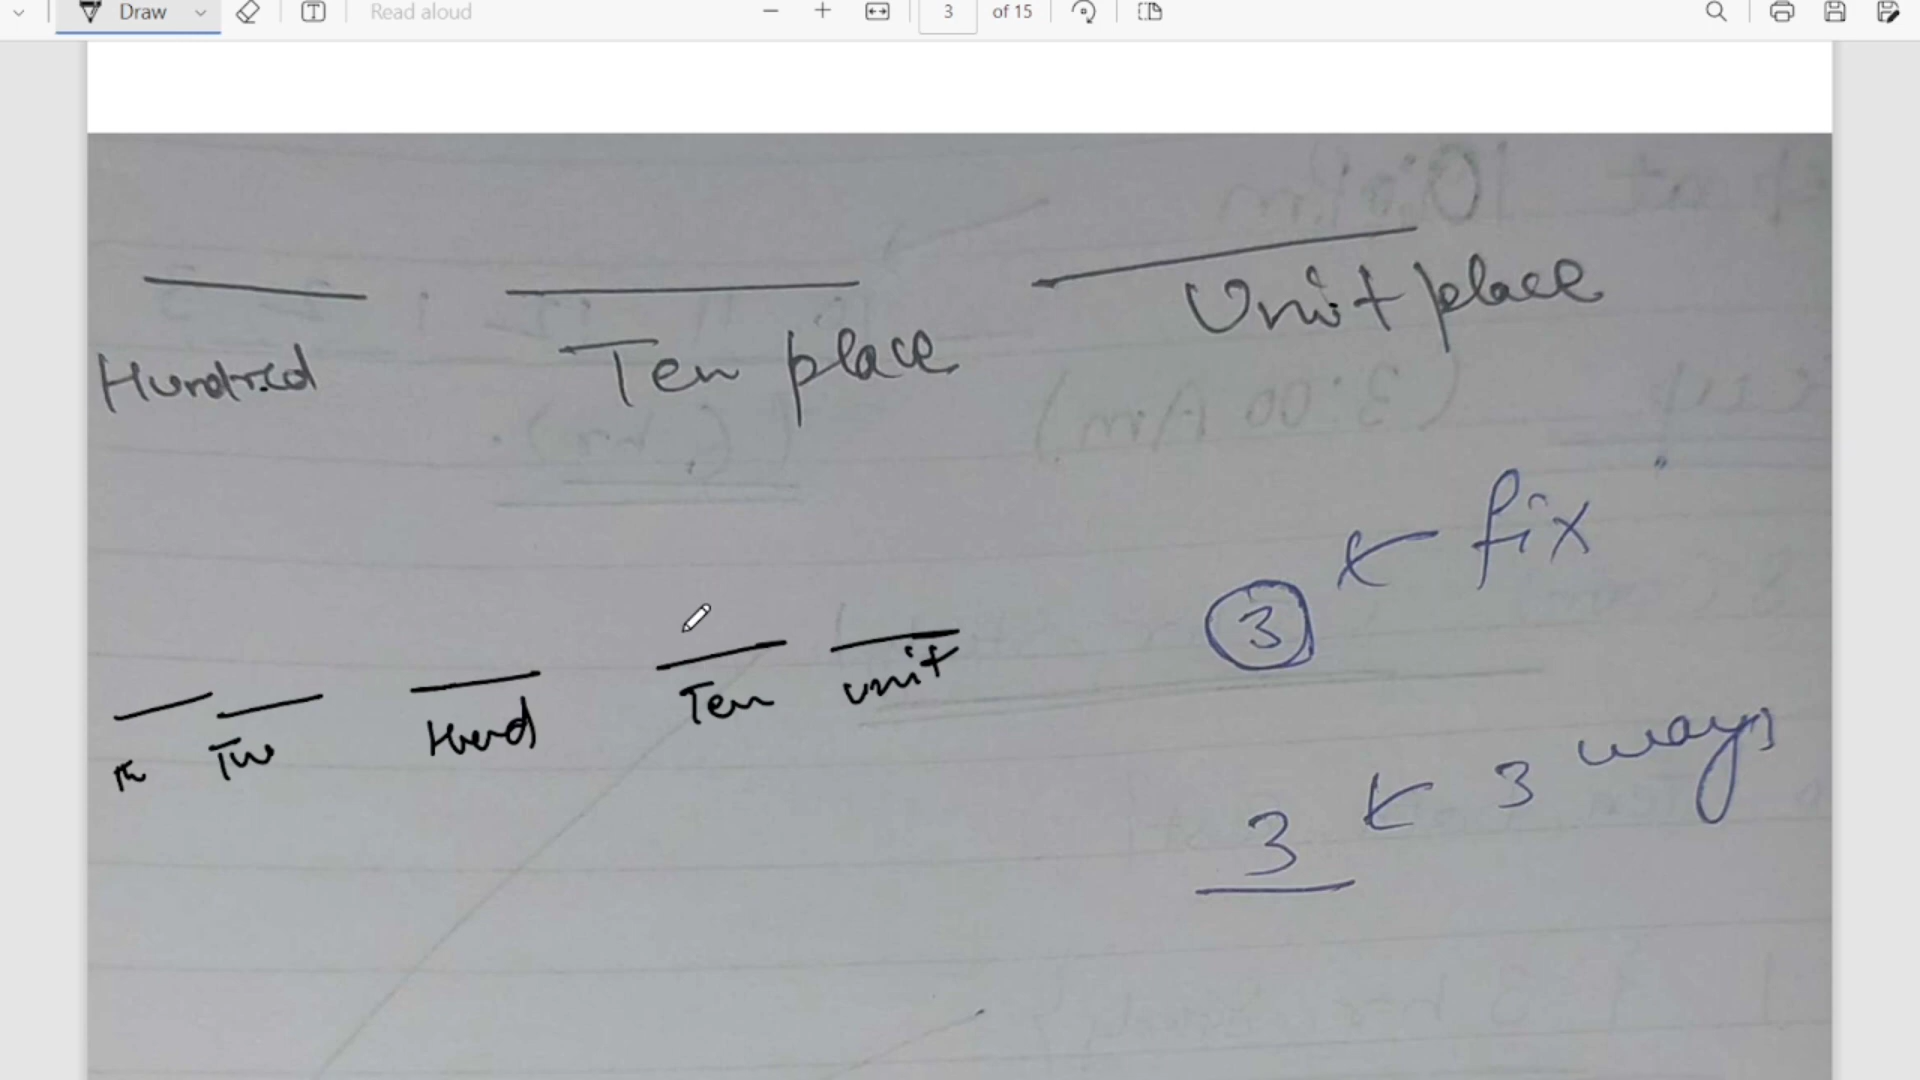 Draw
Read aloud
3 of 15
Hundred Ten place Unit place
3 ← fix
Th Hund Ten unit
3 ← 3 ways